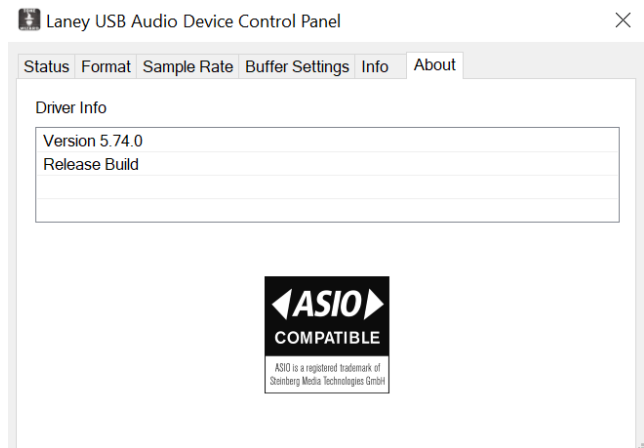 Laney USB Audio Device Control Panel
Status Format Sample Rate Buffer Settings Info About
Driver Info
Version 5.74.0
Release Build
ASIO
COMPATIBLE
ASIO is a registered trademark of
Steinberg Media Technologies GmbH